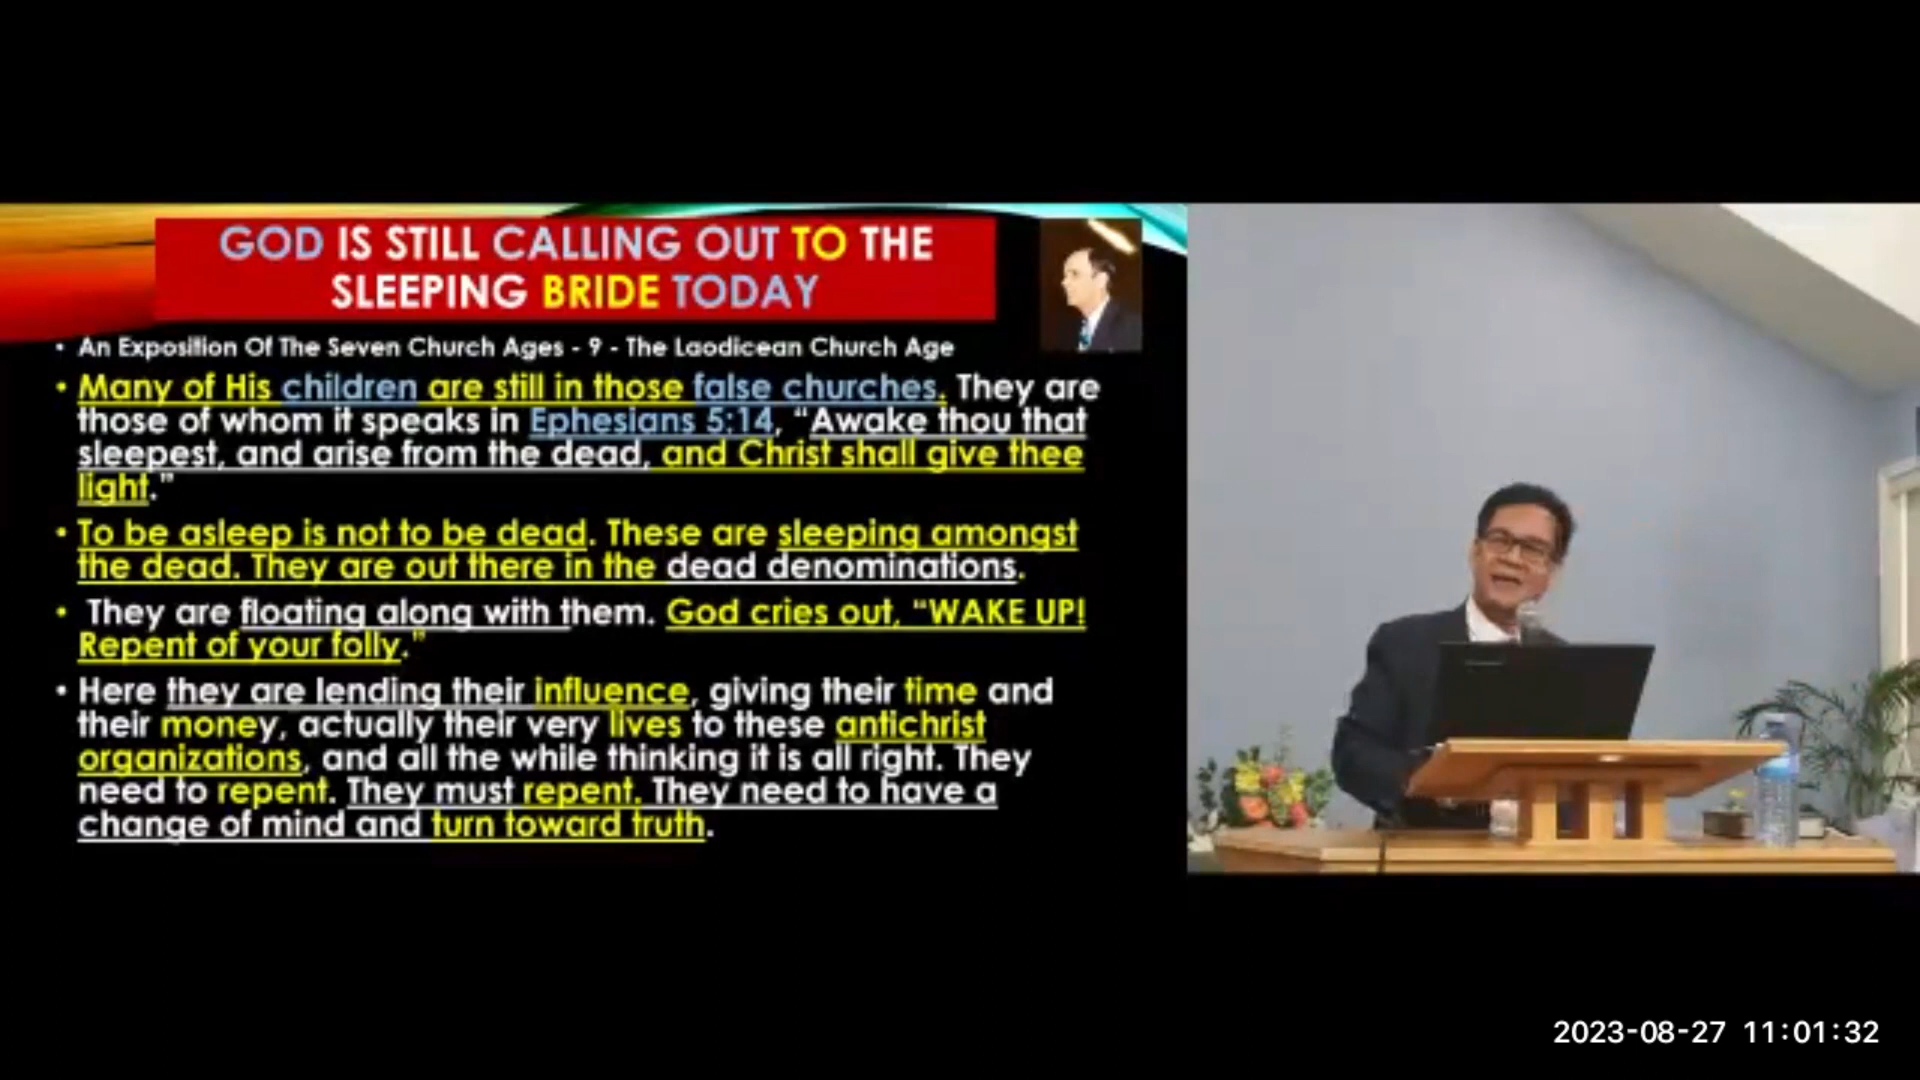 GOD IS STILL CALLING OUT TO THE
SLEEPING BRIDE TODAY
• An Exposition Of The Seven Church Ages - 9 - The Laodicean Church Age
• Many of His children are still in those false churches. They are
those of whom it speaks in Ephesians 5:14, “Awake thou that
sleepest, and arise from the dead, and Christ shall give thee
light.”
• To be asleep is not to be dead. These are sleeping amongst
the dead. They are out there in the dead denominations.
• They are floating along with them. God cries out, “WAKE UP!
Repent of your folly.”
• Here they are lending their influence, giving their time and
their money, actually their very lives to these antichrist
organizations, and all the while thinking it is all right. They
need to repent. They must repent. They need to have a
change of mind and turn toward truth.
2023-08-27 11:01:32